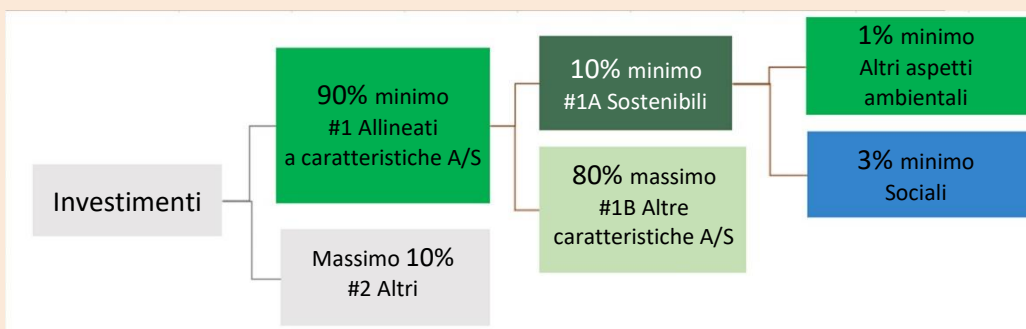 Investimenti
90% minimo
#1 Allineati
a caratteristiche A/S
Massimo 10%
#2 Altri
10% minimo
#1A Sostenibili
80% massimo
#1B Altre
caratteristiche A/S
1% minimo
Altri aspetti
ambientali
3% minimo
Sociali